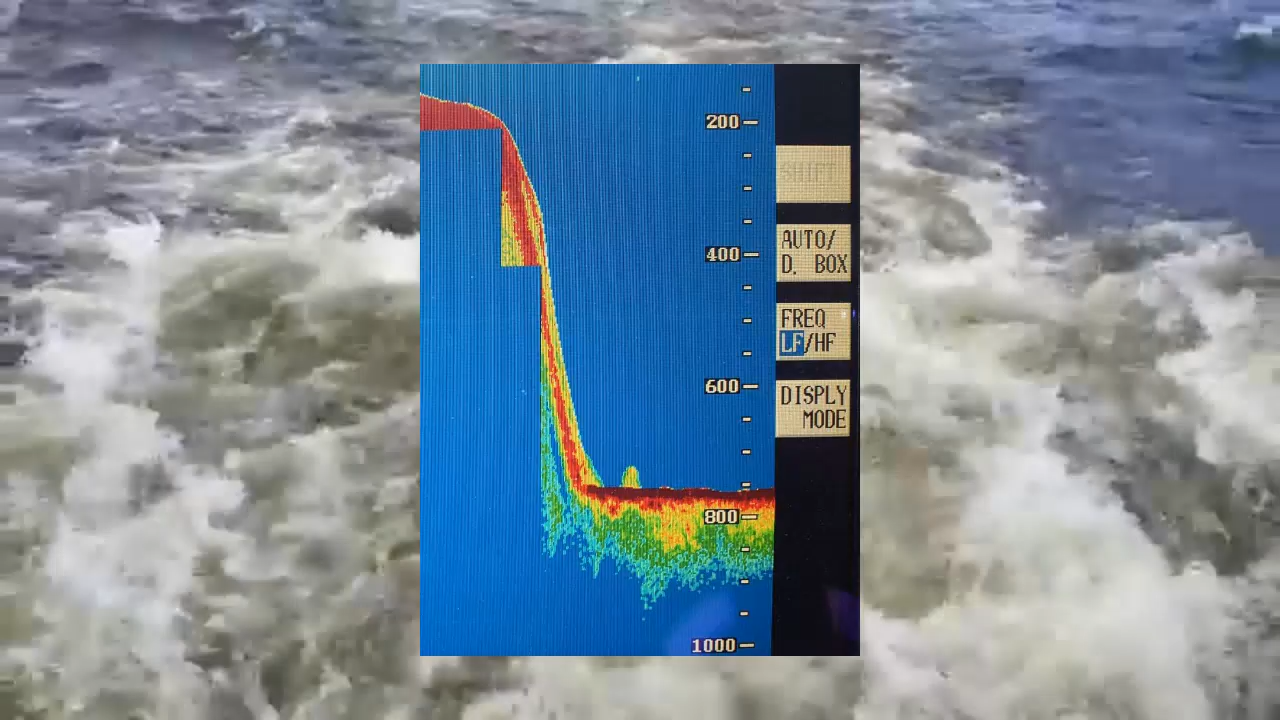 200
SHIFT
AUTO/
D. BOX
400
FREQ
LF/HF
600
DISPLY
MODE
800
1000